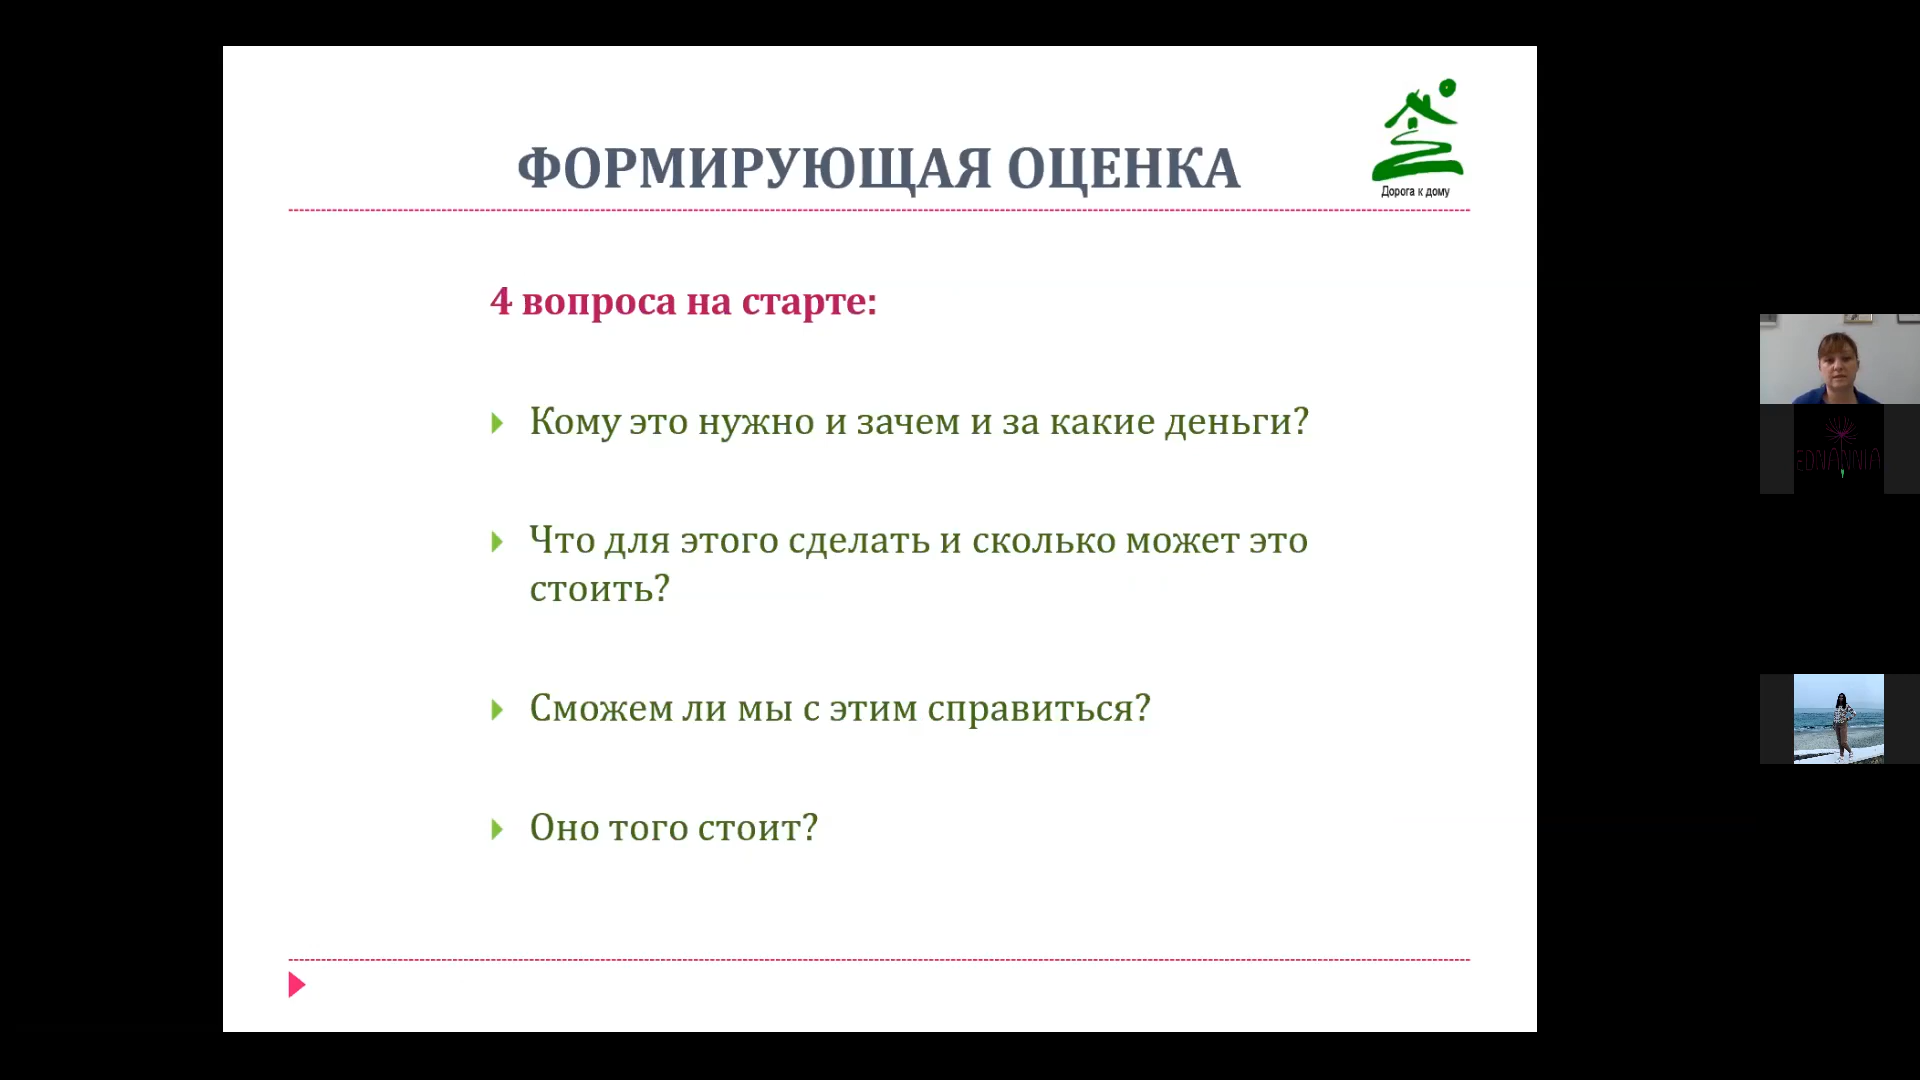 ФОРМИРУЮЩАЯ ОЦЕНКА
Дорога к дому
4 вопроса на старте:
Кому это нужно и зачем и за какие деньги?
Что для этого сделать и сколько может это
стоить?
Сможем ли мы с этим справиться?
Оно того стоит?
EDNANNIA